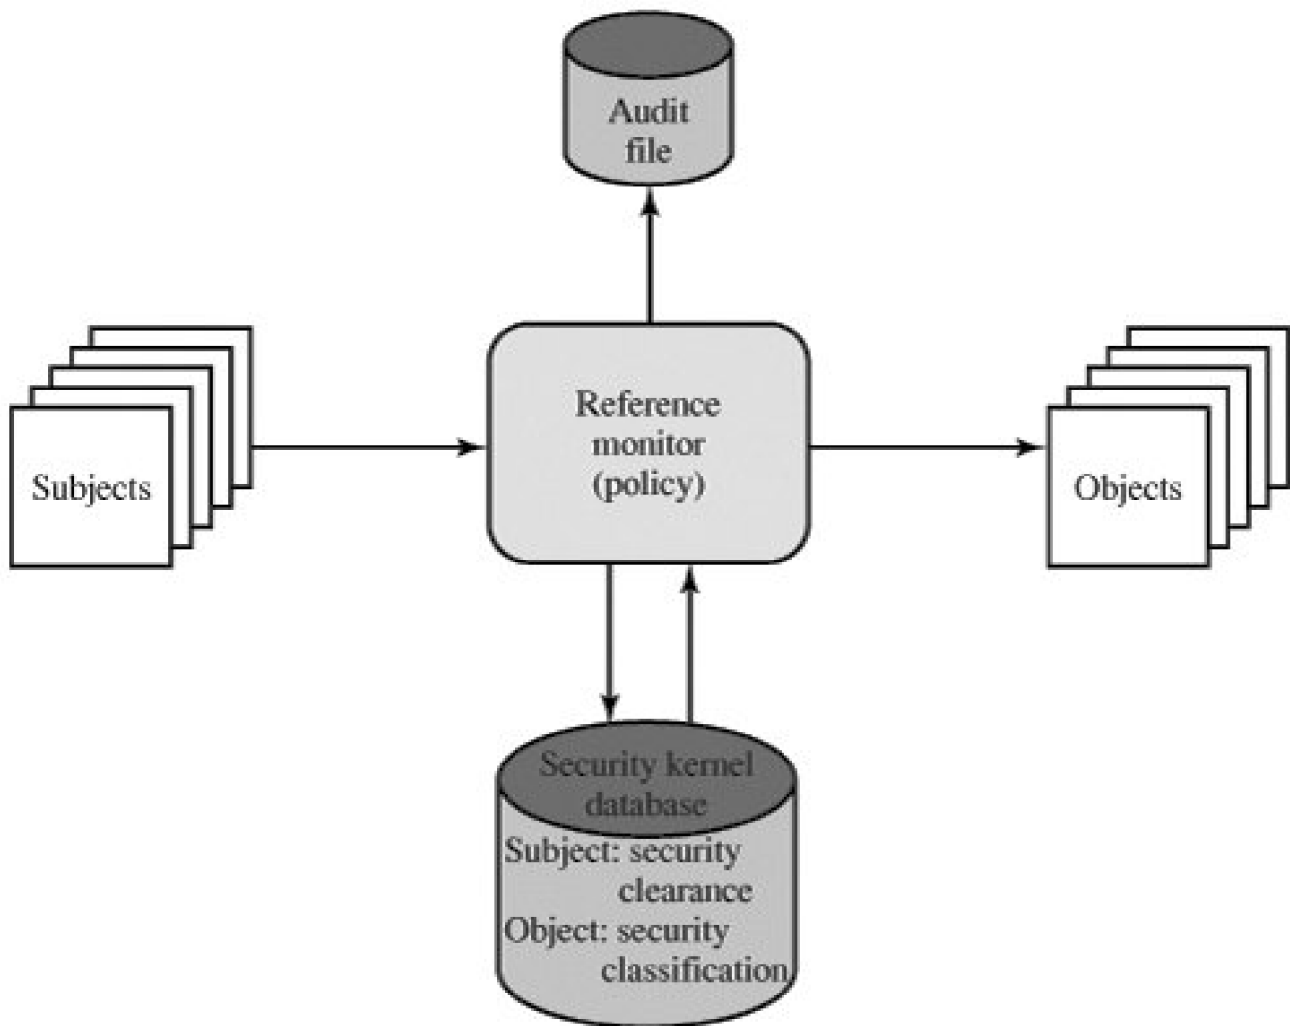 Audit
file
Reference
monitor
(policy)
Subjects
Objects
Security kernel
database
Subject: security
clearance
Object: security
classification